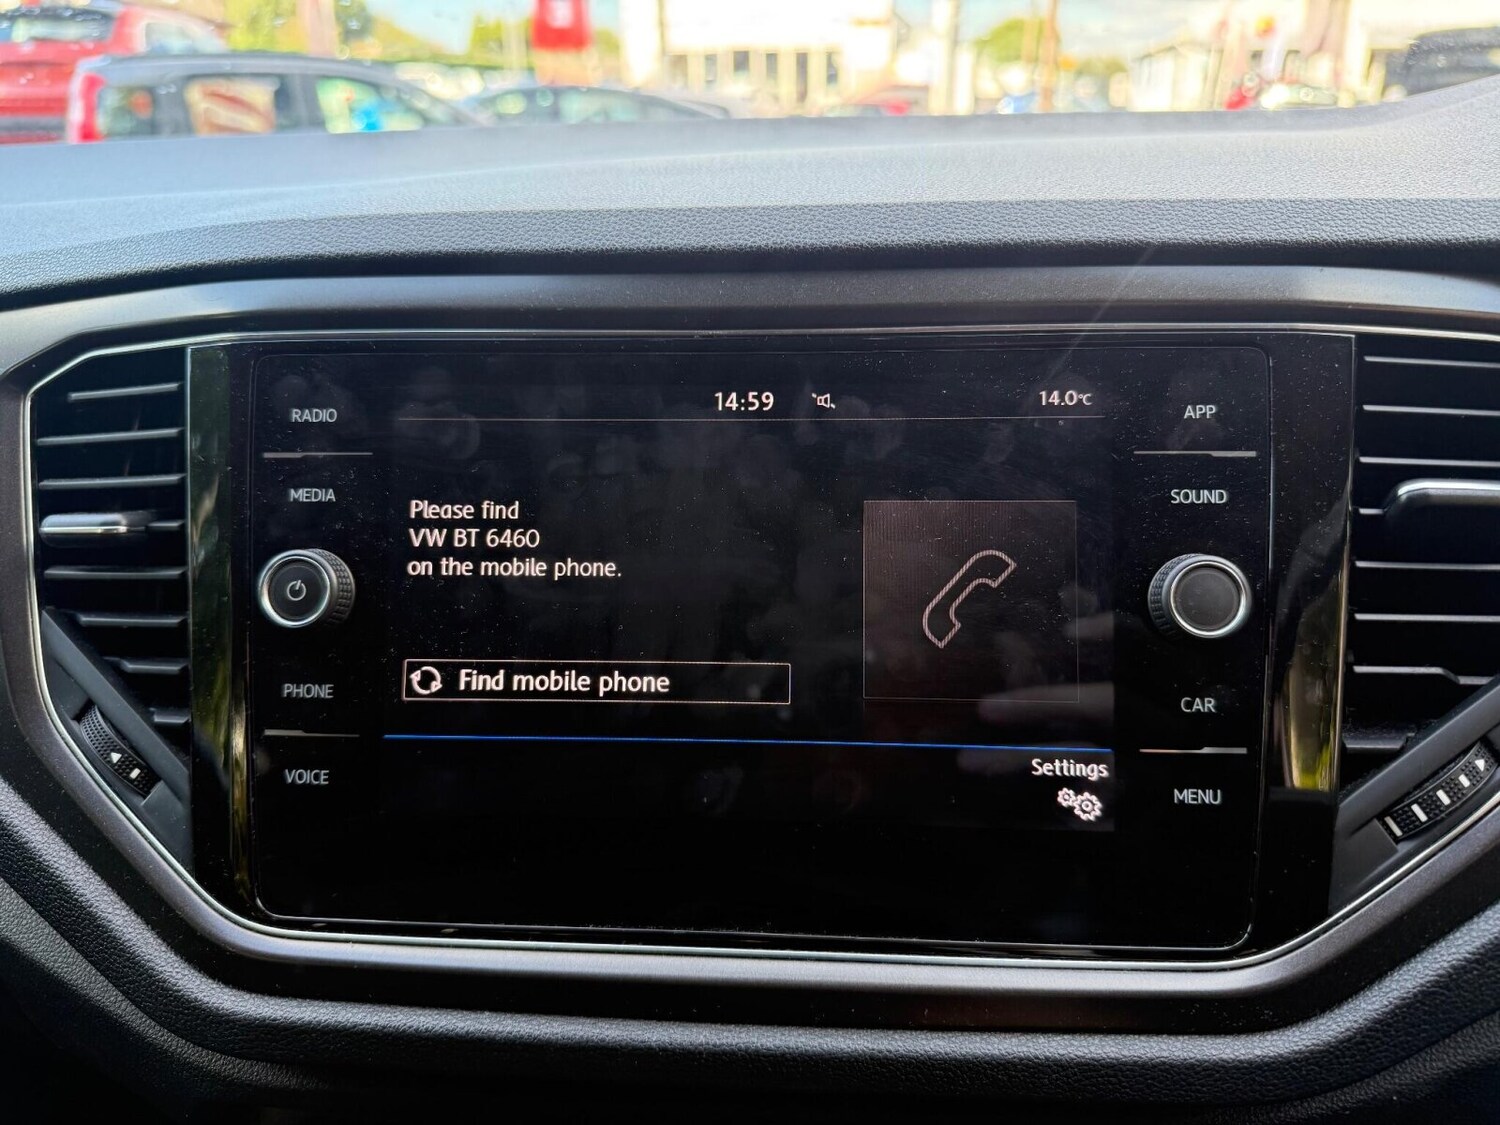 14:59
14.0°C
RADIO
MEDIA
PHONE
VOICE
Please find
VW BT 6460
on the mobile phone.
Find mobile phone
Settings
APP
SOUND
CAR
MENU